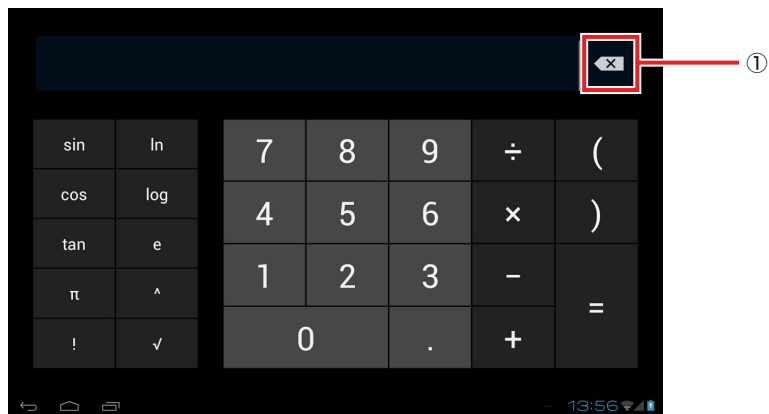 ①
sin ln 7 8 9 ÷ (
cos log 4 5 6 × )
tan e 1 2 3 −
π ^ =
! √ 0 . +
13:56